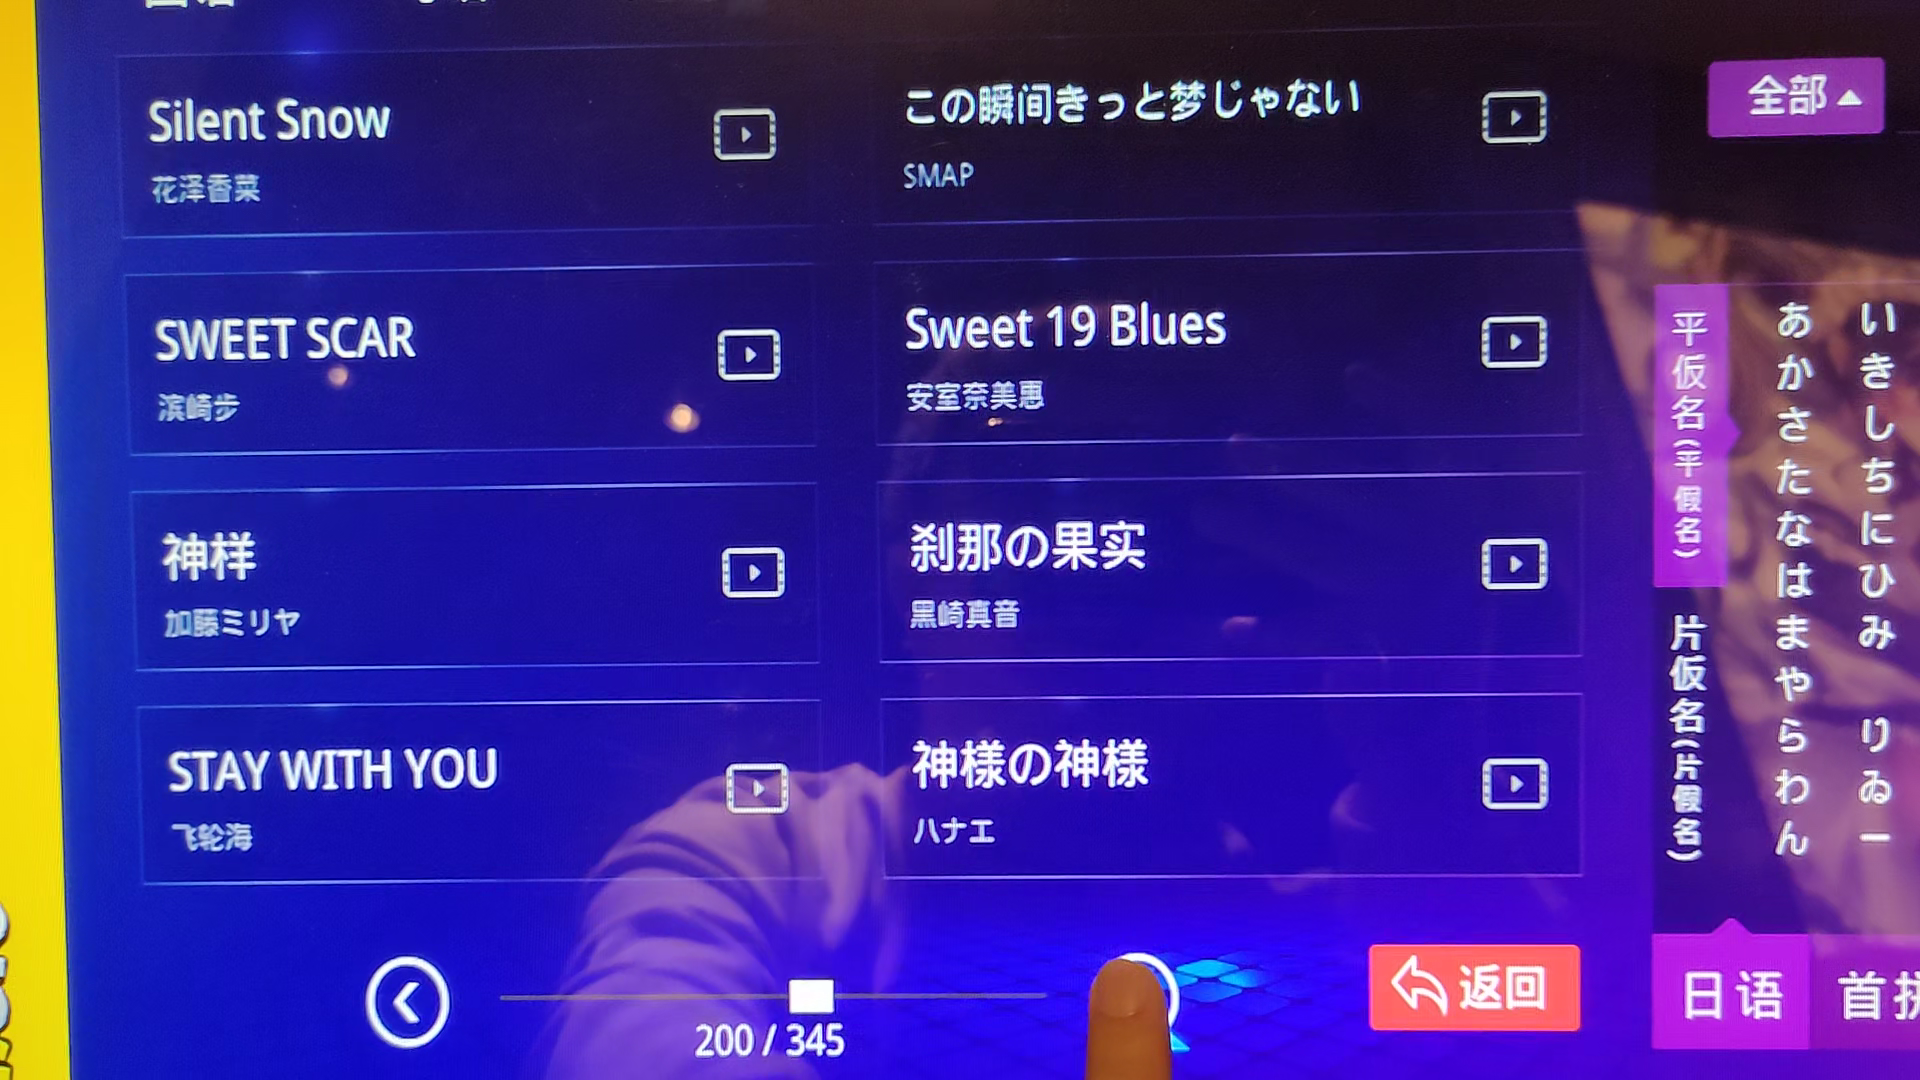 Silent Snow
花泽香菜
この瞬间きっと梦じゃない
SMAP
SWEET SCAR
滨崎步
Sweet 19 Blues
安室奈美惠
神样
加藤ミリヤ
刹那の果实
黒崎真音
STAY WITH YOU
飞轮海
神様の神様
ハナエ
200 / 345
返回
全部
平仮名(平假名)
片仮名(片假名)
あかさたなはまやらわん
いきしちにひみ りゐー
日语
首拼